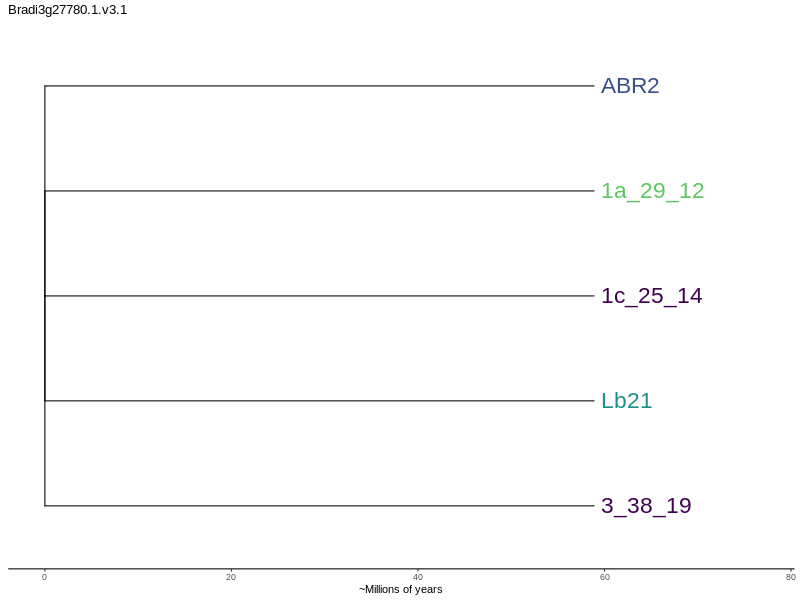 Bradi3g27780.1.v3.1
ABR2
1a_29_12
1c_25_14
Lb21
3_38_19
0 20 40 60 80
~Millions of years